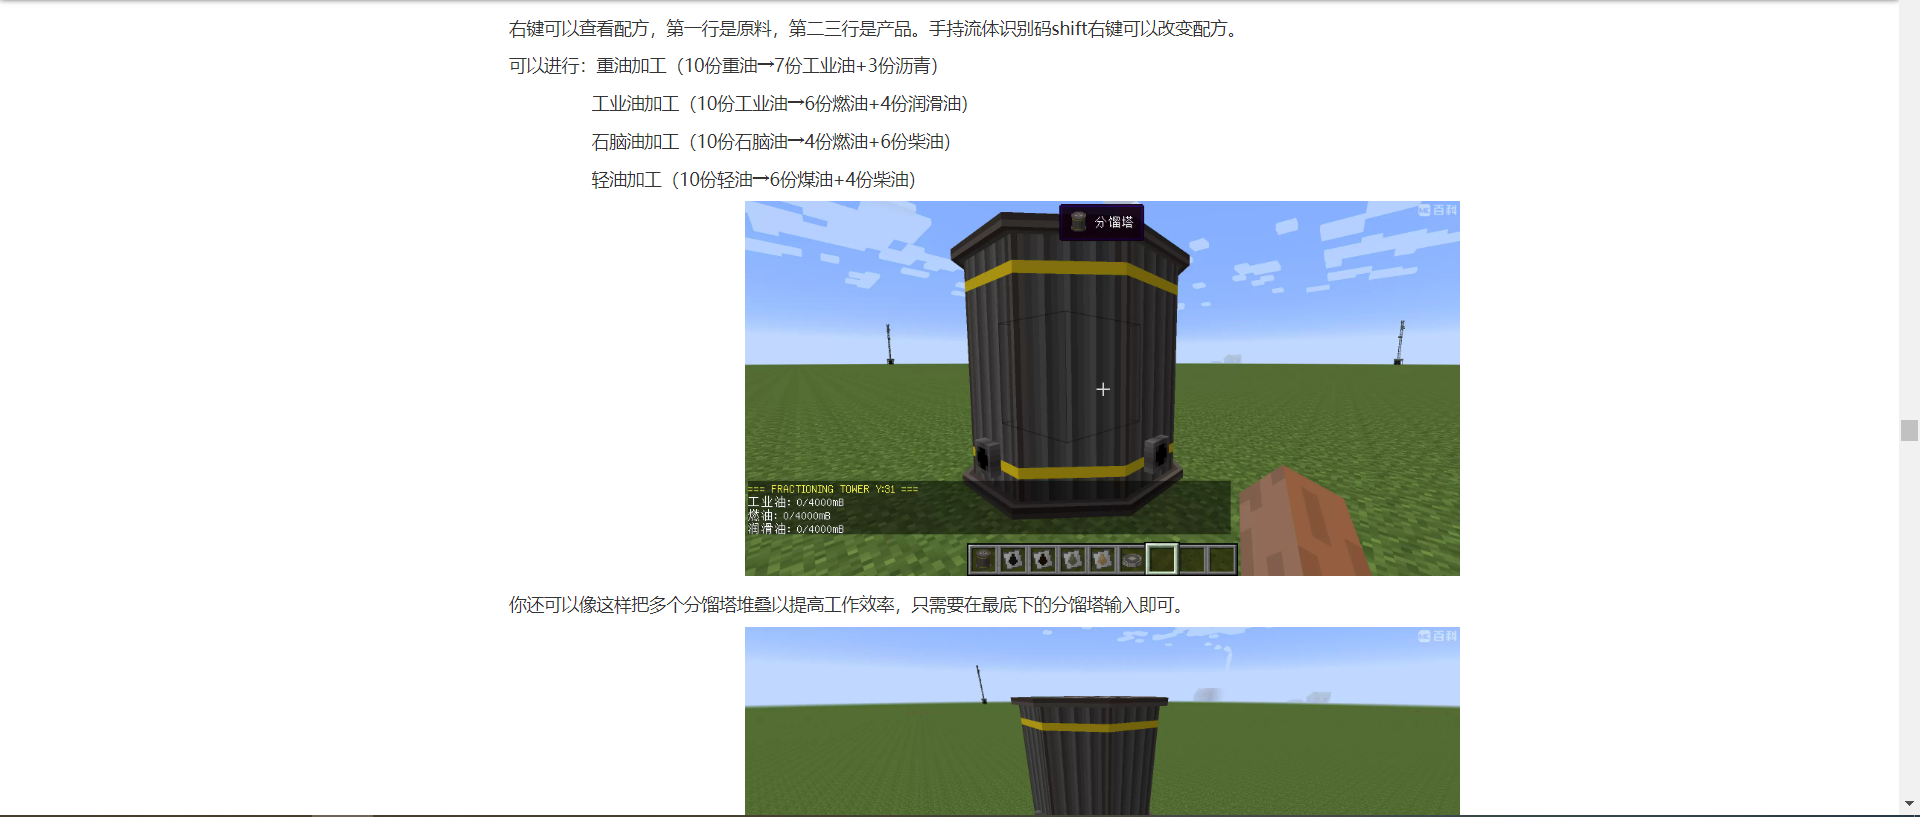 右键可以查看配方，第一行是原料，第二三行是产品。手持流体识别码shift右键可以改变配方。
可以进行：重油加工（10份重油→7份工业油+3份沥青）
工业油加工（10份工业油→6份燃油+4份润滑油）
石脑油加工（10份石脑油→4份燃油+6份柴油）
轻油加工（10份轻油→6份煤油+4份柴油）
分馏塔
百科
=== FRACTIONING TOWER Y:31 ===
工业油: 0/4000mB
燃油: 0/4000mB
润滑油: 0/4000mB
你还可以像这样把多个分馏塔堆叠以提高工作效率，只需要在最底下的分馏塔输入即可。
百科